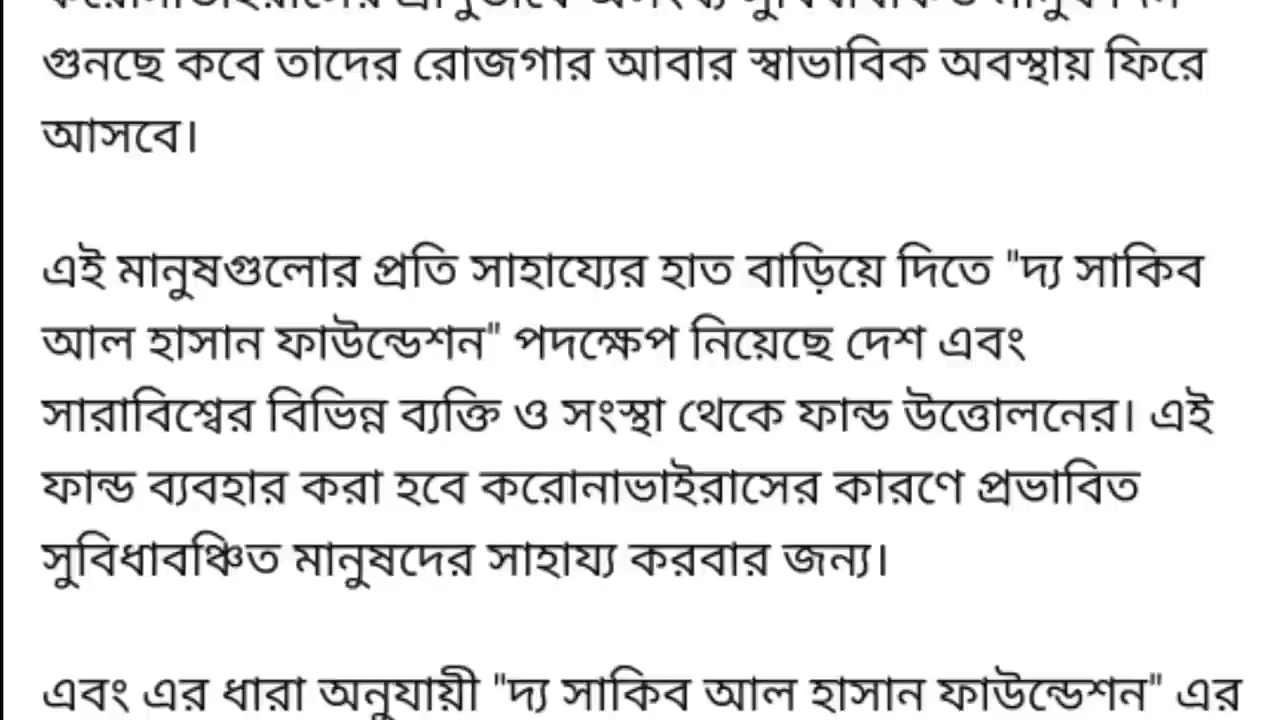 গুনছে কবে তাদের রোজগার আবার স্বাভাবিক অবস্থায় ফিরে
আসবে।
এই মানুষগুলোর প্রতি সাহায্যের হাত বাড়িয়ে দিতে "দ্য সাকিব
আল হাসান ফাউন্ডেশন" পদক্ষেপ নিয়েছে দেশ এবং
সারাবিশ্বের বিভিন্ন ব্যক্তি ও সংস্থা থেকে ফান্ড উত্তোলনের। এই
ফান্ড ব্যবহার করা হবে করোনাভাইরাসের কারণে প্রভাবিত
সুবিধাবঞ্চিত মানুষদের সাহায্য করবার জন্য।
এবং এর ধারা অনুযায়ী "দ্য সাকিব আল হাসান ফাউন্ডেশন" এর